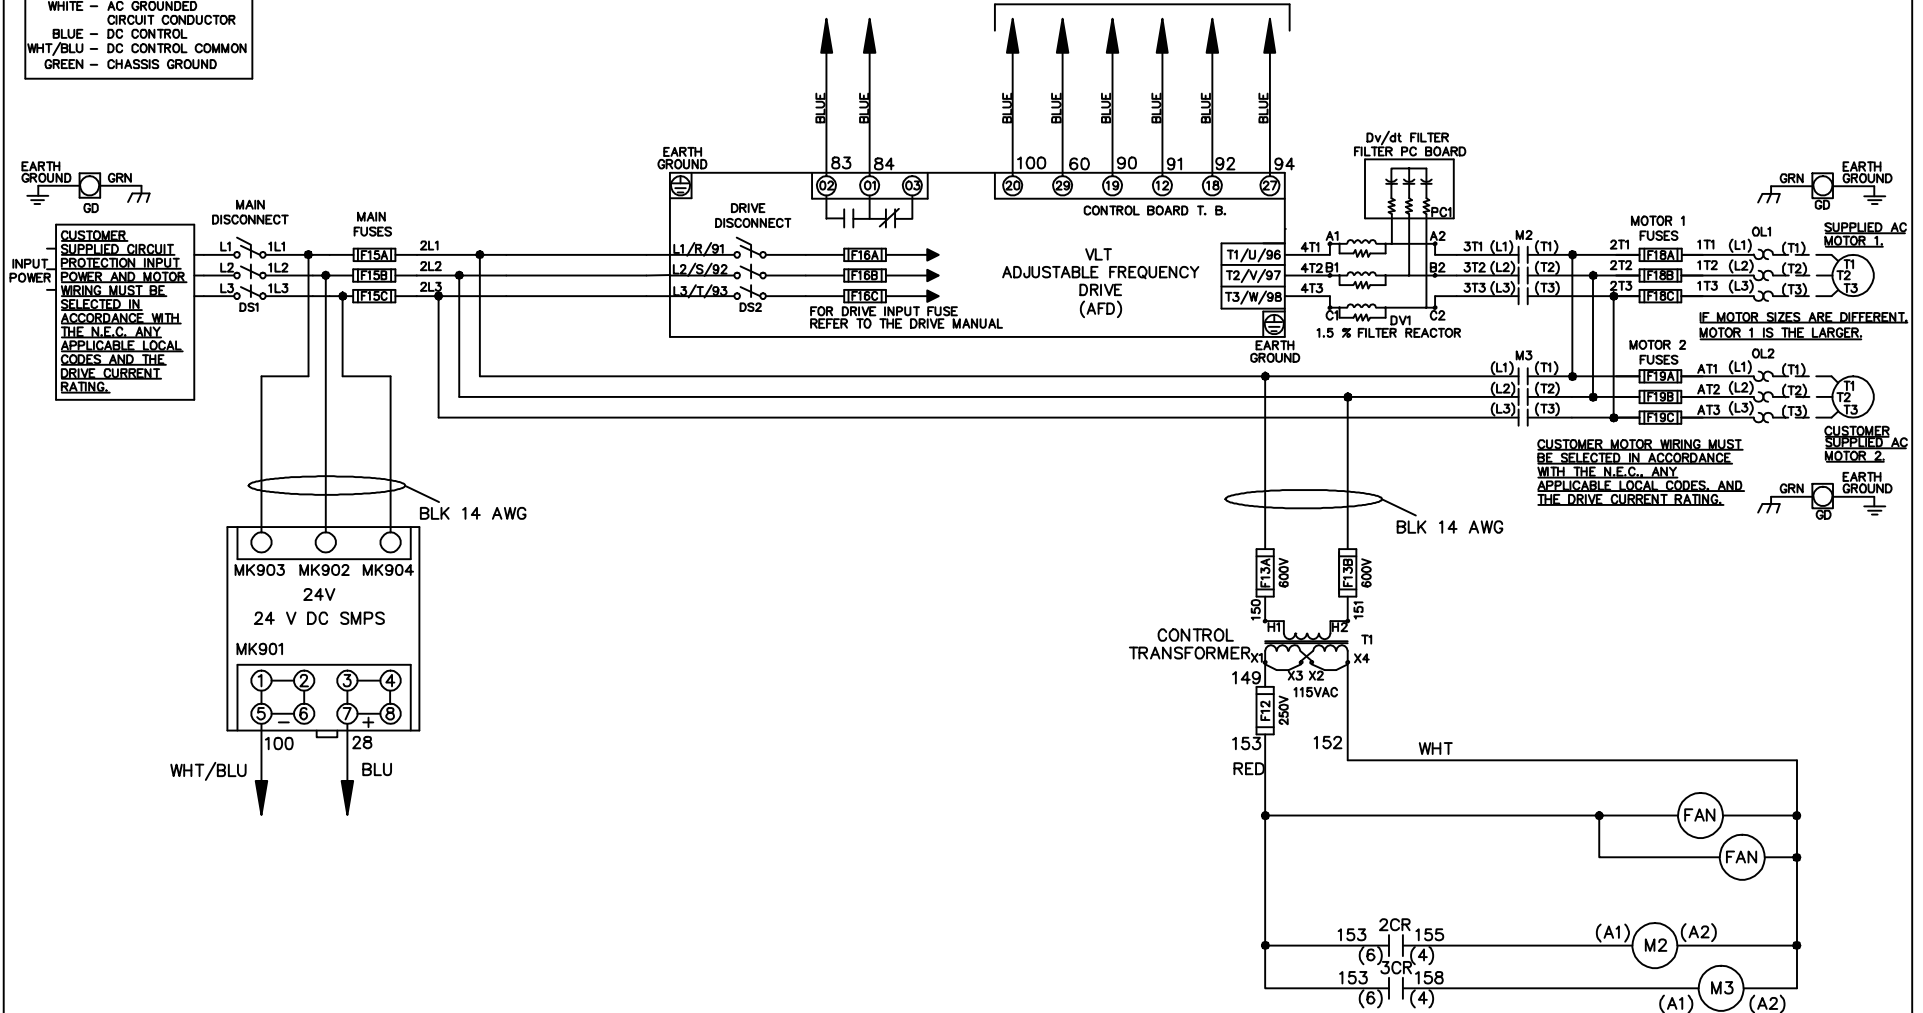 WHITE – AC GROUNDED
CIRCUIT CONDUCTOR
BLUE – DC CONTROL
WHT/BLU – DC CONTROL COMMON
GREEN – CHASSIS GROUND
BLUE
BLUE
BLUE
BLUE
BLUE
BLUE
BLUE
BLUE
EARTH
GROUND
GRN
GD
INPUT
POWER
CUSTOMER
SUPPLIED CIRCUIT
PROTECTION INPUT
POWER AND MOTOR
WIRING MUST BE
SELECTED IN
ACCORDANCE WITH
THE N.E.C. ANY
APPLICABLE LOCAL
CODES AND THE
DRIVE CURRENT
RATING.
MAIN
DISCONNECT
L1 1L1
L2 1L2
L3 1L3
DS1
MAIN
FUSES
F15A 2L1
F15B 2L2
F15C 2L3
EARTH
GROUND
83 84
02 01 03
100 60 90 91 92 94
20 29 19 12 18 27
CONTROL BOARD T. B.
DRIVE
DISCONNECT
L1/R/91
L2/S/92
L3/T/93
DS2
F16A
F16B
F16C
FOR DRIVE INPUT FUSE
REFER TO THE DRIVE MANUAL
VLT
ADJUSTABLE FREQUENCY
DRIVE
(AFD)
T1/U/96
T2/V/97
T3/W/98
EARTH
GROUND
Dv/dt FILTER
FILTER PC BOARD
PC1
4T1 A1 A2
4T2 B1 B2
4T3 C1 C2
DV1
1.5 % FILTER REACTOR
M2
3T1 (L1) (T1)
3T2 (L2) (T2)
3T3 (L3) (T3)
MOTOR 1
FUSES
2T1 F18A 1T1 (L1) (T1)
2T2 F18B 1T2 (L2) (T2)
2T3 F18C 1T3 (L3) (T3)
OL1
GRN
EARTH
GROUND
GD
SUPPLIED AC
MOTOR 1.
T1
T2
T3
IF MOTOR SIZES ARE DIFFERENT,
MOTOR 1 IS THE LARGER.
M3
(L1) (T1)
(L2) (T2)
(L3) (T3)
MOTOR 2
FUSES
F19A AT1 (L1) (T1)
F19B AT2 (L2) (T2)
F19C AT3 (L3) (T3)
OL2
T1
T2
T3
CUSTOMER
SUPPLIED AC
MOTOR 2.
CUSTOMER MOTOR WIRING MUST
BE SELECTED IN ACCORDANCE
WITH THE N.E.C., ANY
APPLICABLE LOCAL CODES, AND
THE DRIVE CURRENT RATING.
GRN
EARTH
GROUND
GD
BLK 14 AWG
MK903 MK902 MK904
24V
24 V DC SMPS
MK901
1 2 3 4
5 – 6 7 + 8
100 28
WHT/BLU BLU
BLK 14 AWG
F13A 600V
F13B 600V
150 151
H1 H2
T1
CONTROL
TRANSFORMER
X1 X3 X2 X4
115VAC
149
F12 250V
153 152
RED
WHT
FAN
FAN
153 2CR 155
(6) (4)
(A1) M2 (A2)
153 3CR 158
(6) (4)
(A1) M3 (A2)